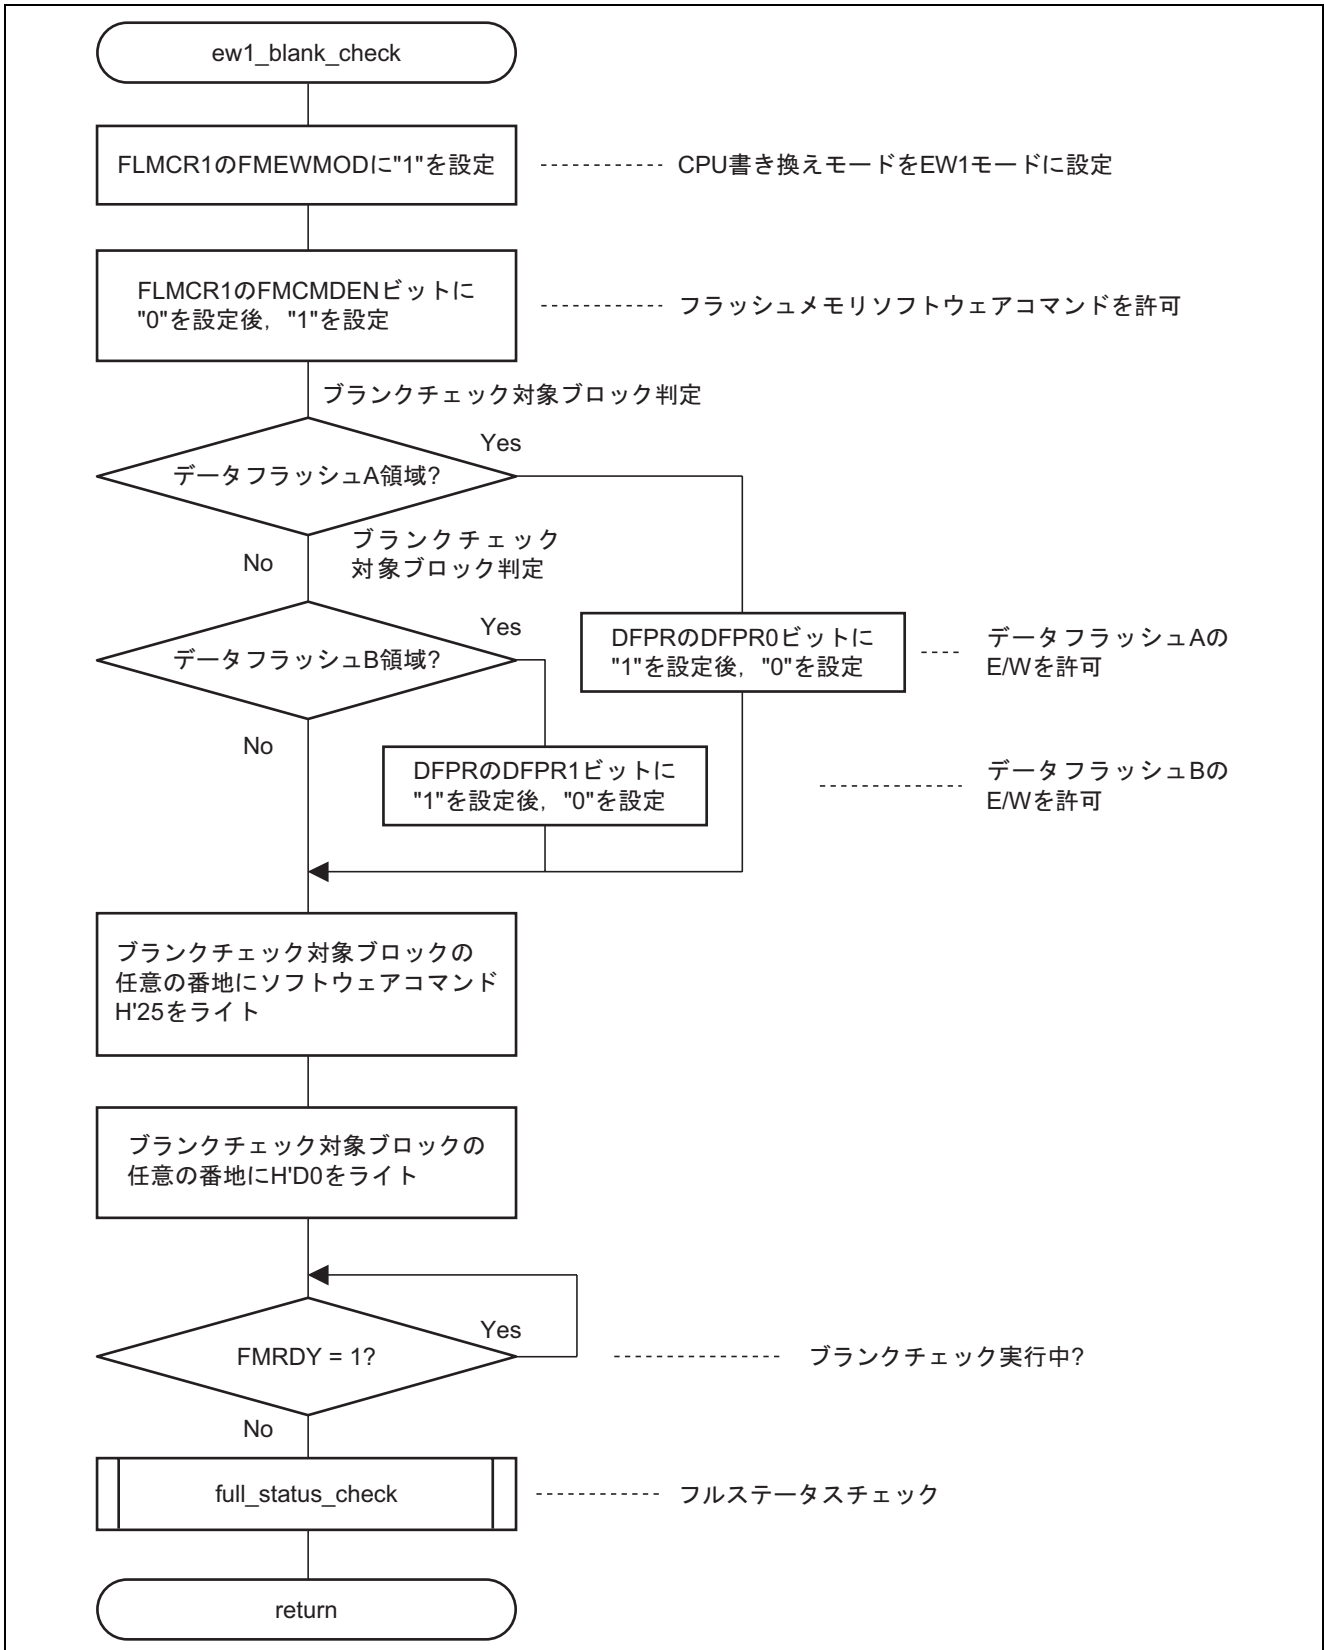 ew1_blank_check
FLMCR1のFMEWMODに"1"を設定
CPU書き換えモードをEW1モードに設定
FLMCR1のFMCMDENビットに
"0"を設定後，"1"を設定
フラッシュメモリソフトウェアコマンドを許可
ブランクチェック対象ブロック判定
Yes
データフラッシュA領域?
No
ブランクチェック
対象ブロック判定
Yes
データフラッシュB領域?
No
DFPRのDFPR0ビットに
"1"を設定後，"0"を設定
データフラッシュAの
E/Wを許可
DFPRのDFPR1ビットに
"1"を設定後，"0"を設定
データフラッシュBの
E/Wを許可
ブランクチェック対象ブロックの
任意の番地にソフトウェアコマンド
H'25をライト
ブランクチェック対象ブロックの
任意の番地にH'D0をライト
Yes
FMRDY = 1?
ブランクチェック実行中?
No
full_status_check
フルステータスチェック
return